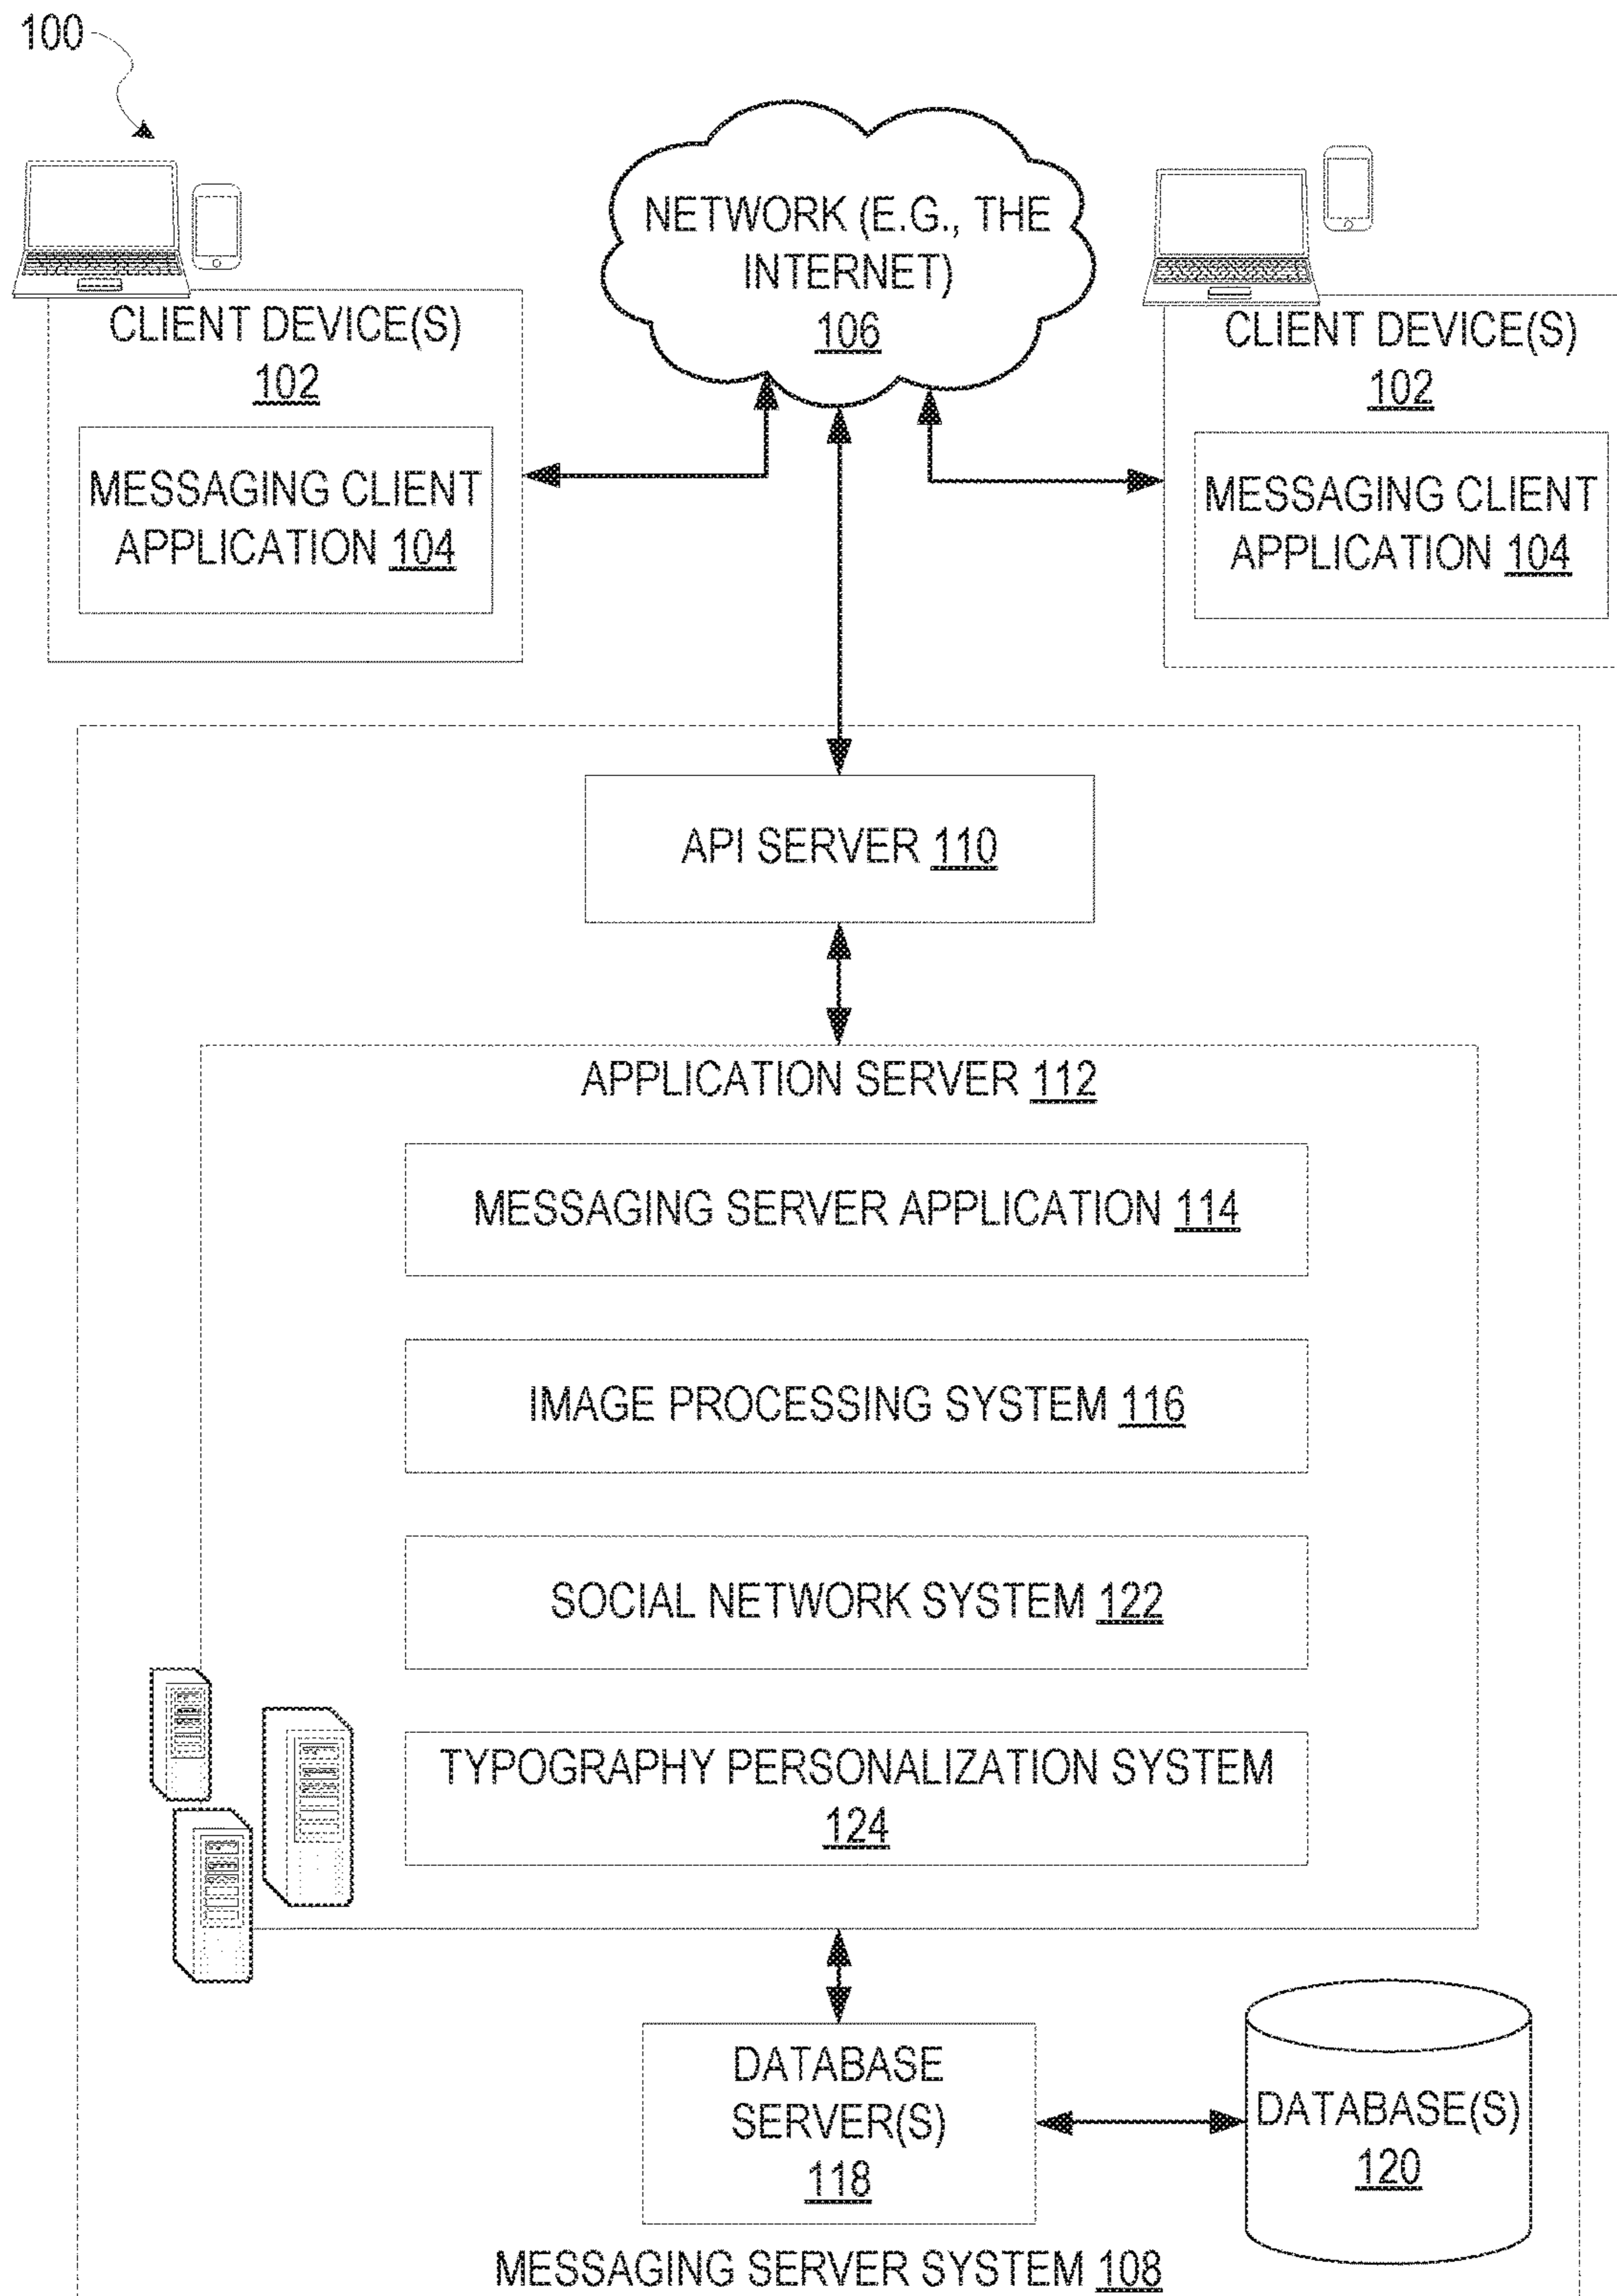 100
NETWORK (E.G., THE
INTERNET)
106
CLIENT DEVICE(S)
102
MESSAGING CLIENT
APPLICATION 104
CLIENT DEVICE(S)
102
MESSAGING CLIENT
APPLICATION 104
API SERVER 110
APPLICATION SERVER 112
MESSAGING SERVER APPLICATION 114
IMAGE PROCESSING SYSTEM 116
SOCIAL NETWORK SYSTEM 122
TYPOGRAPHY PERSONALIZATION SYSTEM
124
DATABASE
SERVER(S)
118
DATABASE(S)
120
MESSAGING SERVER SYSTEM 108